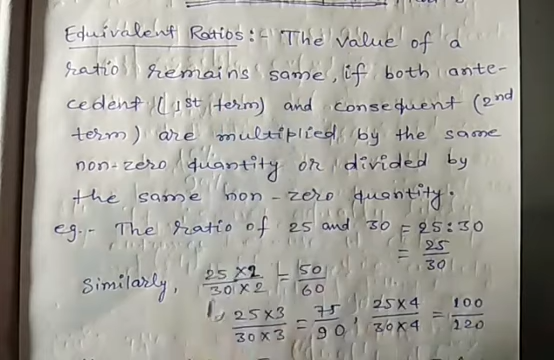 Equivalent Ratios :- The value of a
ratio remains same, if both ante-
cedent (1st term) and consequent (2nd
term) are multiplied by the same
non-zero quantity or divided by
the same non-zero quantity.
eg.- The ratio of 25 and 30 = 25:30
= 25/30
Similarly, 25×2/30×2 = 50/60
25×3/30×3 = 75/90, 25×4/30×4 = 100/120